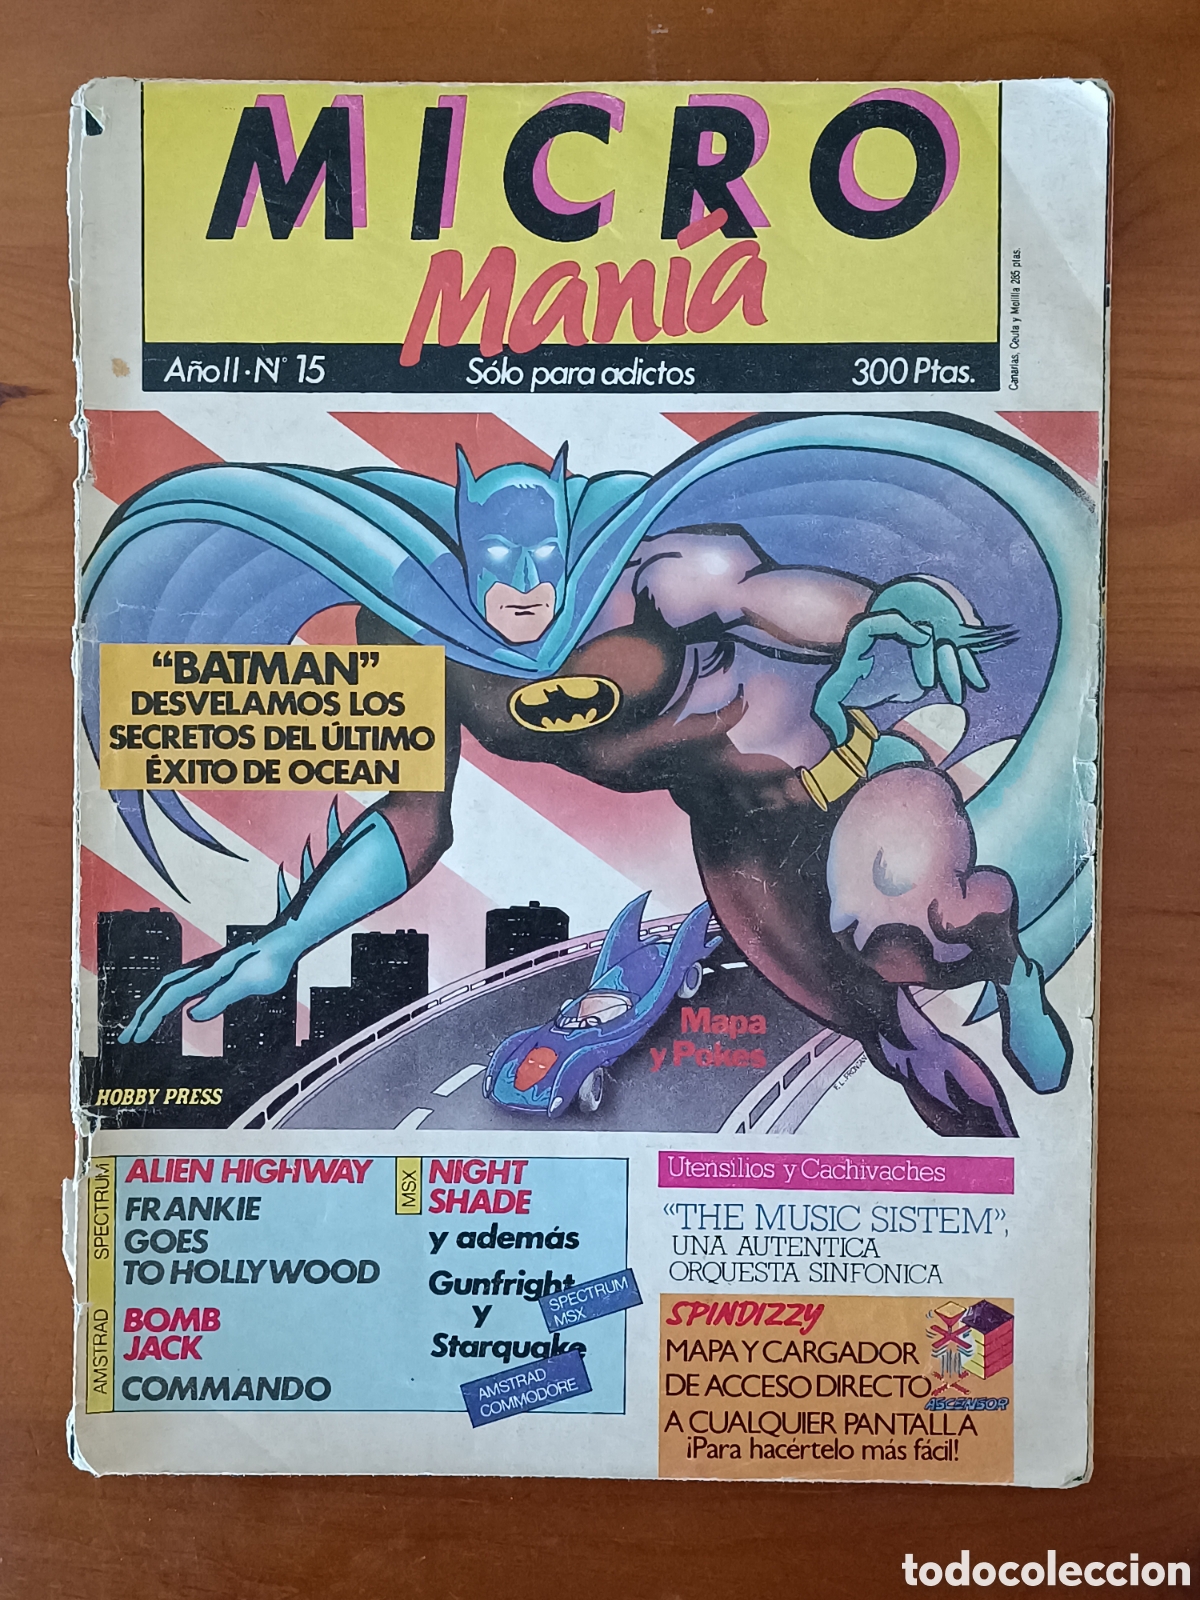 MICRO
Manía
Año II · Nº 15
Sólo para adictos
300 Ptas.
Canarias, Ceuta y Melilla 285 ptas.
"BATMAN"
DESVELAMOS LOS
SECRETOS DEL ÚLTIMO
ÉXITO DE OCEAN
Mapa
y Pokes
HOBBY PRESS
SPECTRUM
ALIEN HIGHWAY
FRANKIE
GOES
TO HOLLYWOOD
AMSTRAD
BOMB
JACK
COMMANDO
MSX
NIGHT
SHADE
y además
Gunfright
y
Starquake
SPECTRUM
MSX
AMSTRAD
COMMODORE
Utensilios y Cachivaches
"THE MUSIC SISTEM",
UNA AUTENTICA
ORQUESTA SINFONICA
SPINDIZZY
MAPA Y CARGADOR
DE ACCESO DIRECTO
A CUALQUIER PANTALLA
¡Para hacértelo más fácil!
ASCENSOR
todocoleccion